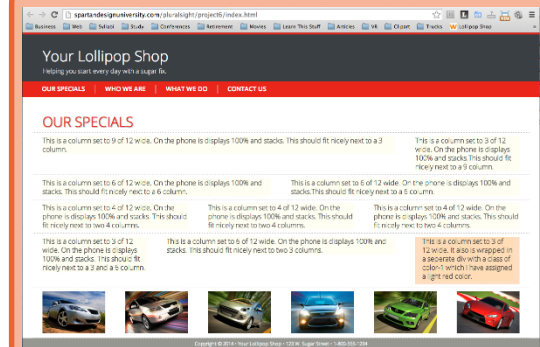 spartandesignuniversity.com/pluralsight/project6/index.html
Business Web Syllabi Study Conferences Retirement Movies Learn This Stuff Articles VR Clipart Trucks Lollipop Shop
Your Lollipop Shop
Helping you start every day with a sugar fix.
OUR SPECIALS WHO WE ARE WHAT WE DO CONTACT US
OUR SPECIALS
This is a column set to 9 of 12 wide. On the phone is displays 100% and stacks. This should fit nicely next to a 3
column.
This is a column set to 3 of 12
wide. On the phone is displays
100% and stacks. This should fit
nicely next to a 9 column.
This is a column set to 6 of 12 wide. On the phone is displays 100% and
stacks. This should fit nicely next to a 6 column.
This is a column set to 6 of 12 wide. On the phone is displays 100% and
stacks.This should fit nicely next to a 6 column.
This is a column set to 4 of 12 wide. On the
phone is displays 100% and stacks. This should
fit nicely next to two 4 columns.
This is a column set to 4 of 12 wide. On the
phone is displays 100% and stacks. This should
fit nicely next to two 4 columns.
This is a column set to 4 of 12 wide. On the
phone is displays 100% and stacks. This should
fit nicely next to two 4 columns.
This is a column set to 3 of 12
wide. On the phone is displays
100% and stacks. This should fit
nicely next to a 3 and a 6 column.
This is a column set to 6 of 12 wide. On the phone is displays 100% and
stacks. This should fit nicely next to two 3 columns.
This is a column set to 3 of
12 wide. It also is wrapped in
a seperate div with a class of
color-1 which I have assigned
a light red color.
Copyright © 2014 • Your Lollipop Shop • 123 W. Sugar Street • 1-800-555-1234